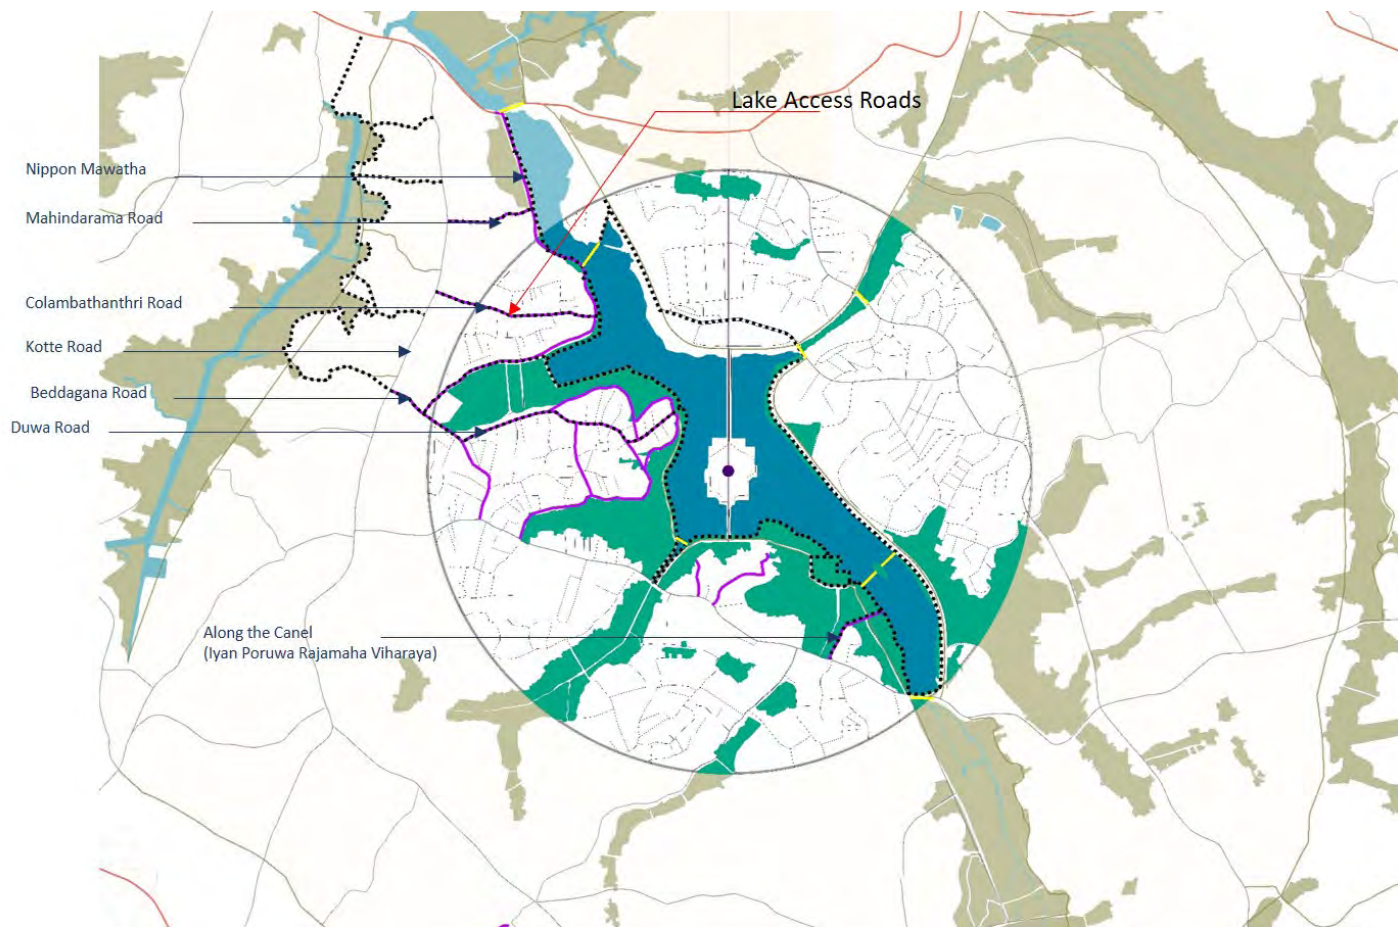 Lake Access Roads
Nippon Mawatha
Mahindarama Road
Colambathanthri Road
Kotte Road
Beddagana Road
Duwa Road
Along the Canel
(Iyan Poruwa Rajamaha Viharaya)